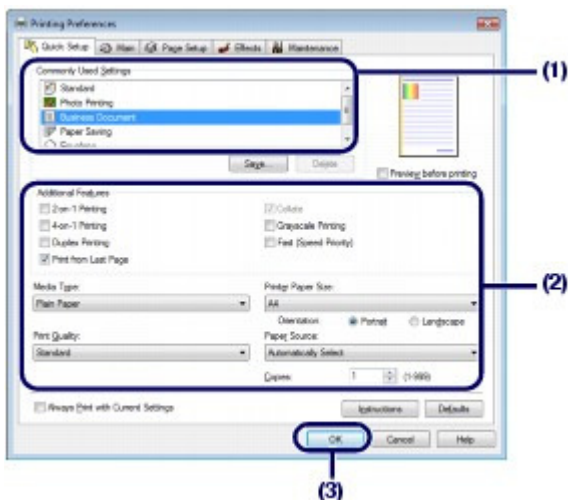 Printing Preferences
Quick Setup Main Page Setup Effects Maintenance
Commonly Used Settings
(1)
Standard
Photo Printing
Business Document
Paper Saving
Envelope
Save... Delete
Preview before printing
Additional Features
2-on-1 Printing Collate
4-on-1 Printing Grayscale Printing
Duplex Printing Fast (Speed Priority)
Print from Last Page
(2)
Media Type: Printer Paper Size:
Plain Paper A4
Orientation: Portrait Landscape
Print Quality: Paper Source:
Standard Automatically Select
Copies: 1 (1-999)
Always Print with Current Settings Instructions Defaults
OK Cancel Help
(3)